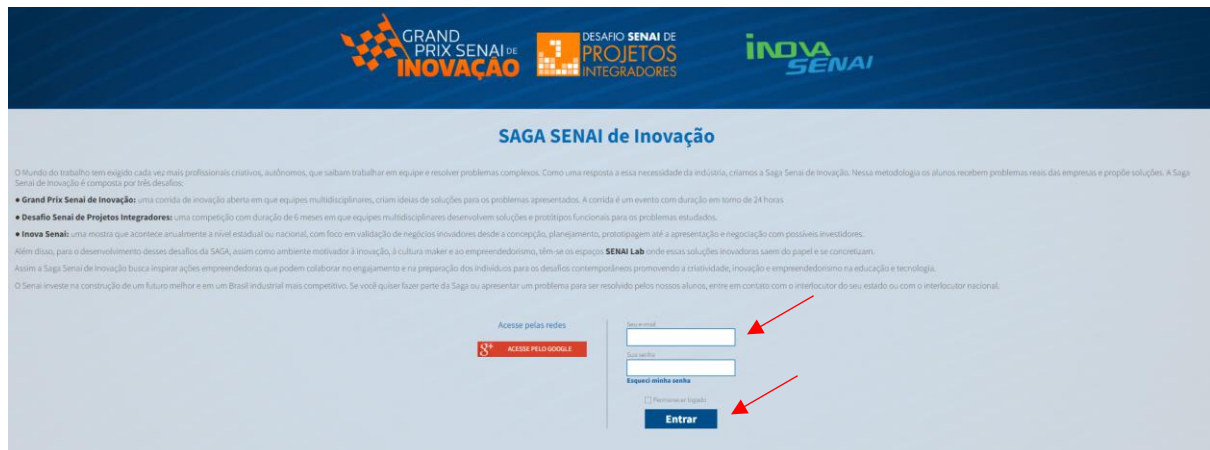 GRAND
PRIX SENAI DE
INOVAÇÃO
DESAFIO SENAI DE
PROJETOS
INTEGRADORES
INOVA
SENAI
SAGA SENAI de Inovação
O Mundo do trabalho tem exigido cada vez mais profissionais criativos, autônomos, que saibam trabalhar em equipe e resolver problemas complexos. Como uma resposta a essa necessidade da indústria, criamos a Saga Senai de Inovação. Nessa metodologia os alunos recebem problemas reais das empresas e propõe soluções. A Saga
Senai de Inovação é composta por três desafios:
● Grand Prix Senai de Inovação: uma corrida de inovação aberta em que equipes multidisciplinares, criam ideias de soluções para os problemas apresentados. A corrida é um evento com duração em torno de 24 horas
● Desafio Senai de Projetos Integradores: uma competição com duração de 6 meses em que equipes multidisciplinares desenvolvem soluções e protótipos funcionais para os problemas estudados.
● Inova Senai: uma mostra que acontece anualmente a nível estadual ou nacional, com foco em validação de negócios inovadores desde a concepção, planejamento, prototipagem até a apresentação e negociação com possíveis investidores.
Além disso, para o desenvolvimento desses desafios da SAGA, assim como ambiente motivador à inovação, à cultura maker e ao empreendedorismo, têm-se os espaços SENAI Lab onde essas soluções inovadoras saem do papel e se concretizam.
Assim a Saga Senai de Inovação busca inspirar ações empreendedoras que podem colaborar no engajamento e na preparação dos indivíduos para os desafios contemporâneos promovendo a criatividade, inovação e empreendedorismo na educação e tecnologia.
O Senai investe na construção de um futuro melhor e em um Brasil industrial mais competitivo. Se você quiser fazer parte da Saga ou apresentar um problema para ser resolvido pelos nossos alunos, entre em contato com o interlocutor do seu estado ou com o interlocutor nacional.
Acesse pelas redes
g+ ACESSE PELO GOOGLE
Seu e-mail
Sua senha
Esqueci minha senha
Permanecer logado
Entrar